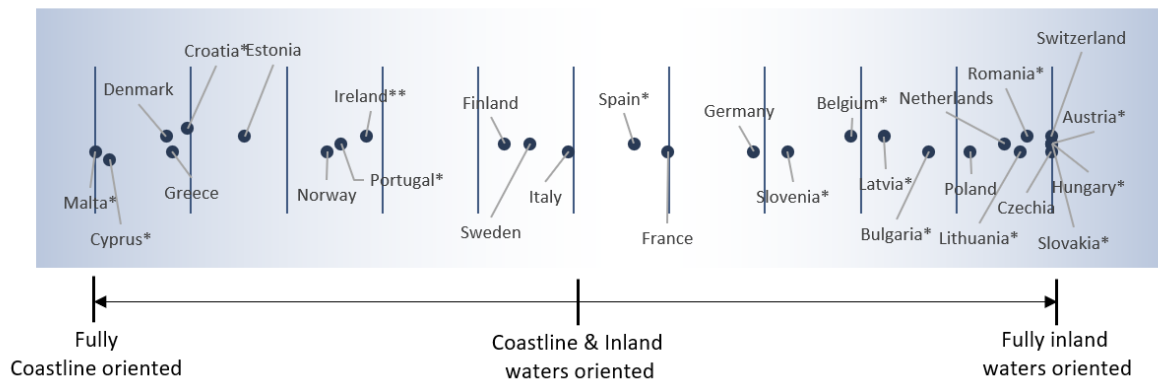 Switzerland
Croatia*
Estonia
Romania*
Denmark
Ireland**
Finland
Spain*
Germany
Belgium*
Netherlands
Austria*
Malta*
Greece
Norway
Portugal*
Italy
Slovenia*
Latvia*
Poland
Hungary*
Czechia
Cyprus*
Sweden
France
Bulgaria*
Lithuania*
Slovakia*
Fully
Coastline oriented
Coastline & Inland
waters oriented
Fully inland
waters oriented